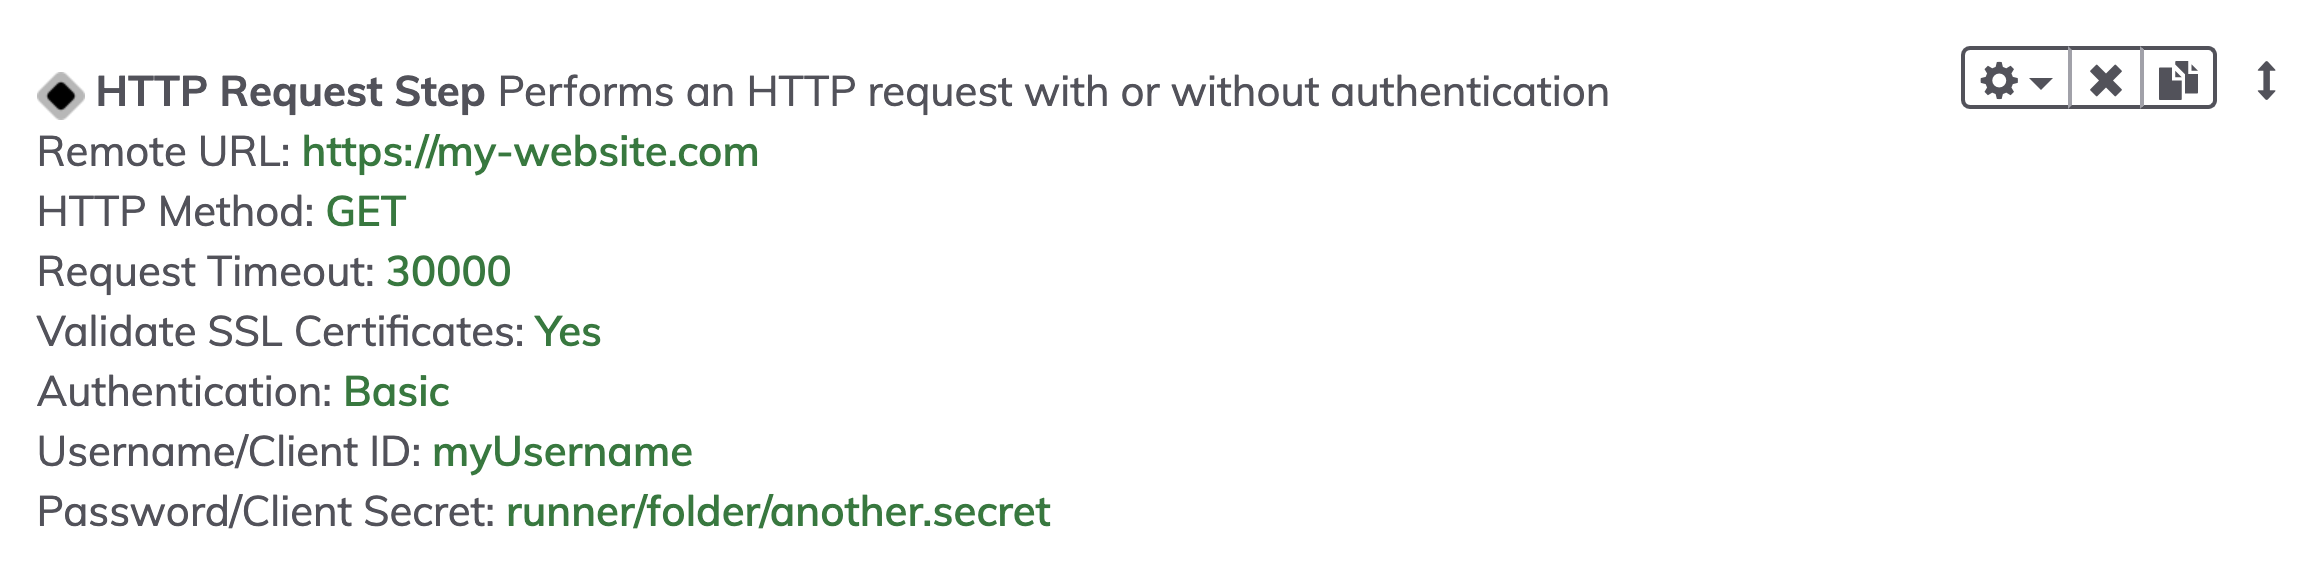 HTTP Request Step Performs an HTTP request with or without authentication
Remote URL: https://my-website.com
HTTP Method: GET
Request Timeout: 30000
Validate SSL Certificates: Yes
Authentication: Basic
Username/Client ID: myUsername
Password/Client Secret: runner/folder/another.secret